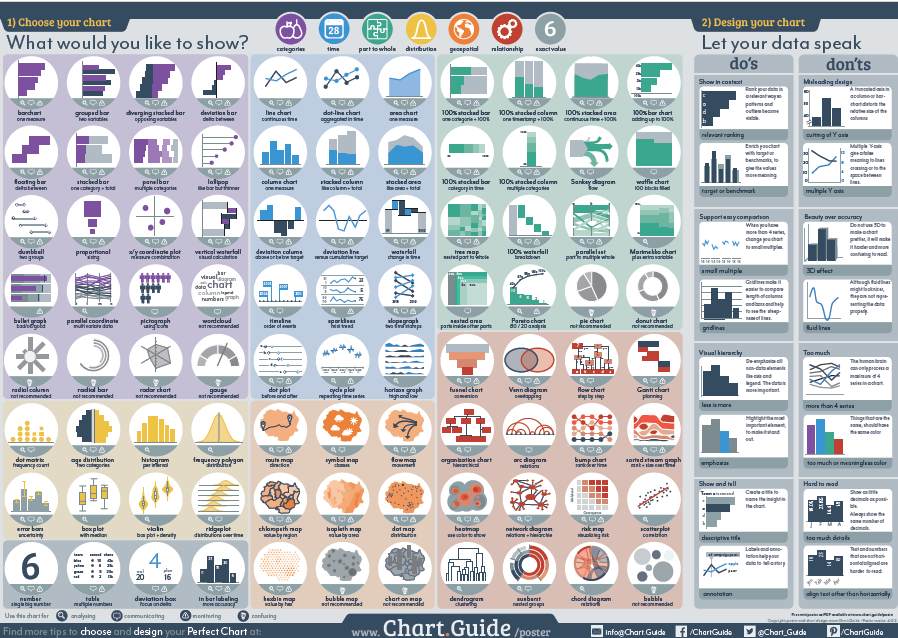 1) Choose your chart
What would you like to show?
categories
28
time
part to whole
distribution
geospatial
relationship
6
exact value
2) Design your chart
Let your data speak
barchart
one measure
grouped bar
two variables
diverging stacked bar
opposing variables
deviation bar
delta between
line chart
continuous time
dot-line chart
aggregated in time
area chart
one measure
100% stacked bar
one category = 100%
100% stacked column
one timestamp = 100%
100% stacked area
continuous time = 100%
100% bar chart
adding up to 100%
floating bar
delta between
stacked bar
one category + total
panel bar
multiple categories
lollipop
like bar but thinner
column chart
one measure
stacked column
like column + total
stacked area
like area + total
100% stacked bar
category in time
100% stacked column
multiple categories
Sankey diagram
flow
waffle chart
100 blocks filled
dumbbell
two groups
proportional
sizing
x/y coordinate plot
measure combination
vertical waterfall
visual calculation
deviation column
above or below target
deviation line
versus cumulative target
waterfall
change in time
tree map
nested part to whole
100% waterfall
breakdown
parallel set
part to multiple whole
Marimekko chart
plus extra variable
bullet graph
bad/ok/good
parallel coordinate
multi variate data
pictograph
using icons
wordcloud
not recommended
timeline
order of events
sparklines
hint trend
slopegraph
two timestamps
nested area
parts inside other parts
Pareto chart
80 / 20 analysis
pie chart
not recommended
donut chart
not recommended
radial column
not recommended
radial bar
not recommended
radar chart
not recommended
gauge
not recommended
dot plot
before and after
cycle plot
repeating time series
horizon graph
high and low
funnel chart
conversion
Venn diagram
overlapping
flow chart
step by step
Gantt chart
planning
dot matrix
frequency count
age distribution
two categories
histogram
per interval
frequency polygon
distribution
route map
direction
symbol map
classes
flow map
movement
organization chart
hierarchical
arc diagram
relations
bump chart
rank over time
sorted stream graph
rank + size over time
error bars
uncertainty
box plot
with median
violin
box plot + density
ridgeplot
distributions over time
choropleth map
value by region
isopleth map
value by area
dot map
distribution
heatmap
use color to show
network diagram
relations + hierarchie
risk map
visualizing risk
scatterplot
correlation
6
number
single big number
table
multiple numbers
deviation box
focus on delta
in bar labeling
more accuracy
hexabin map
value by hex
bubble map
not recommended
chart on map
not recommended
dendrogram
clustering
sunburst
nested groups
chord diagram
relations
bubble
not recommended
do's
Show in context
Rank your data in
a relevant way so
patterns and
outliers become
visible.
relevant ranking
Enrich you chart
with target or
benchmarks, to
give the values
more meaning.
target or benchmark
Support easy comparison
When you have
more than 4 series,
change you chart
to small multiples.
small multiple
Gridlines make it
easier to compare
length of columns
and bars and help
to see the steep-
ness of lines.
gridlines
Visual hierarchy
De-emphasize all
non-data elements
like axis and
legend. The data is
more important.
less is more
Highlight the most
important element,
to make it stand
out.
emphasize
Show and tell
Create a title to
name the insight in
the chart.
descriptive title
Labels and anno-
tation help your
data to tell a story
annotation
don'ts
Misleading design
A truncated axis in
a column or bar-
chart distorts the
relative size of the
columns.
cutting of Y axis
Multiple Y-axis
give a false
meaning to lines
crossing or to the
space between
lines.
multiple Y axis
Beauty over accuracy
Do not use 3D to
make a chart
prettier, it will make
it harder and more
confusing to read.
3D effect
Although fluid lines
might look nicer,
they are not repre-
senting the data
properly.
fluid lines
Too much
The human brain
can only process a
maximum of 4
series in a chart.
more than 4 series
Things that are the
same, should have
the same color
too much or meaningless color
Hard to read
Show as little
decimals as possi-
ble.
Always show the
same number of
decimals.
too much details
Text and numbers
that are not hori-
zontal aligned are
harder to read.
align text other than horizontally
Use this chart for
analysing
communicating
monitoring
confusing
Find more tips to choose and design your Perfect Chart at:
www. Chart.Guide /poster
Info@Chart.Guide
/ChartGuide
@ChartGuide
/ChartGuide